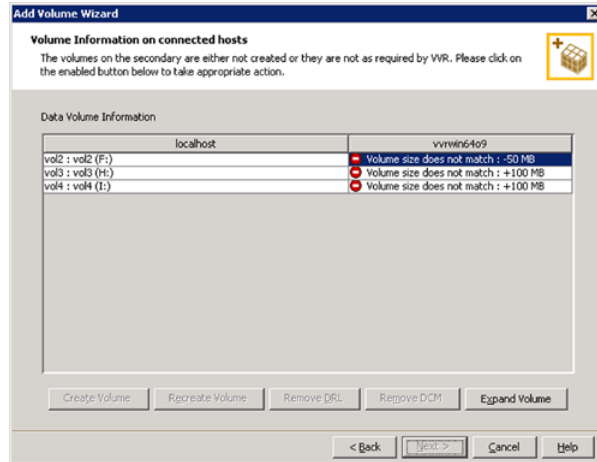 Add Volume Wizard
Volume Information on connected hosts
The volumes on the secondary are either not created or they are not as required by VVR. Please click on
the enabled button below to take appropriate action.
Data Volume Information
localhost vvrwin64o9
vol2 : vol2 (F:) Volume size does not match : -50 MB
vol3 : vol3 (H:) Volume size does not match : +100 MB
vol4 : vol4 (I:) Volume size does not match : +100 MB
Create Volume Recreate Volume Remove DRL Remove DCM Expand Volume
< Back Next > Cancel Help